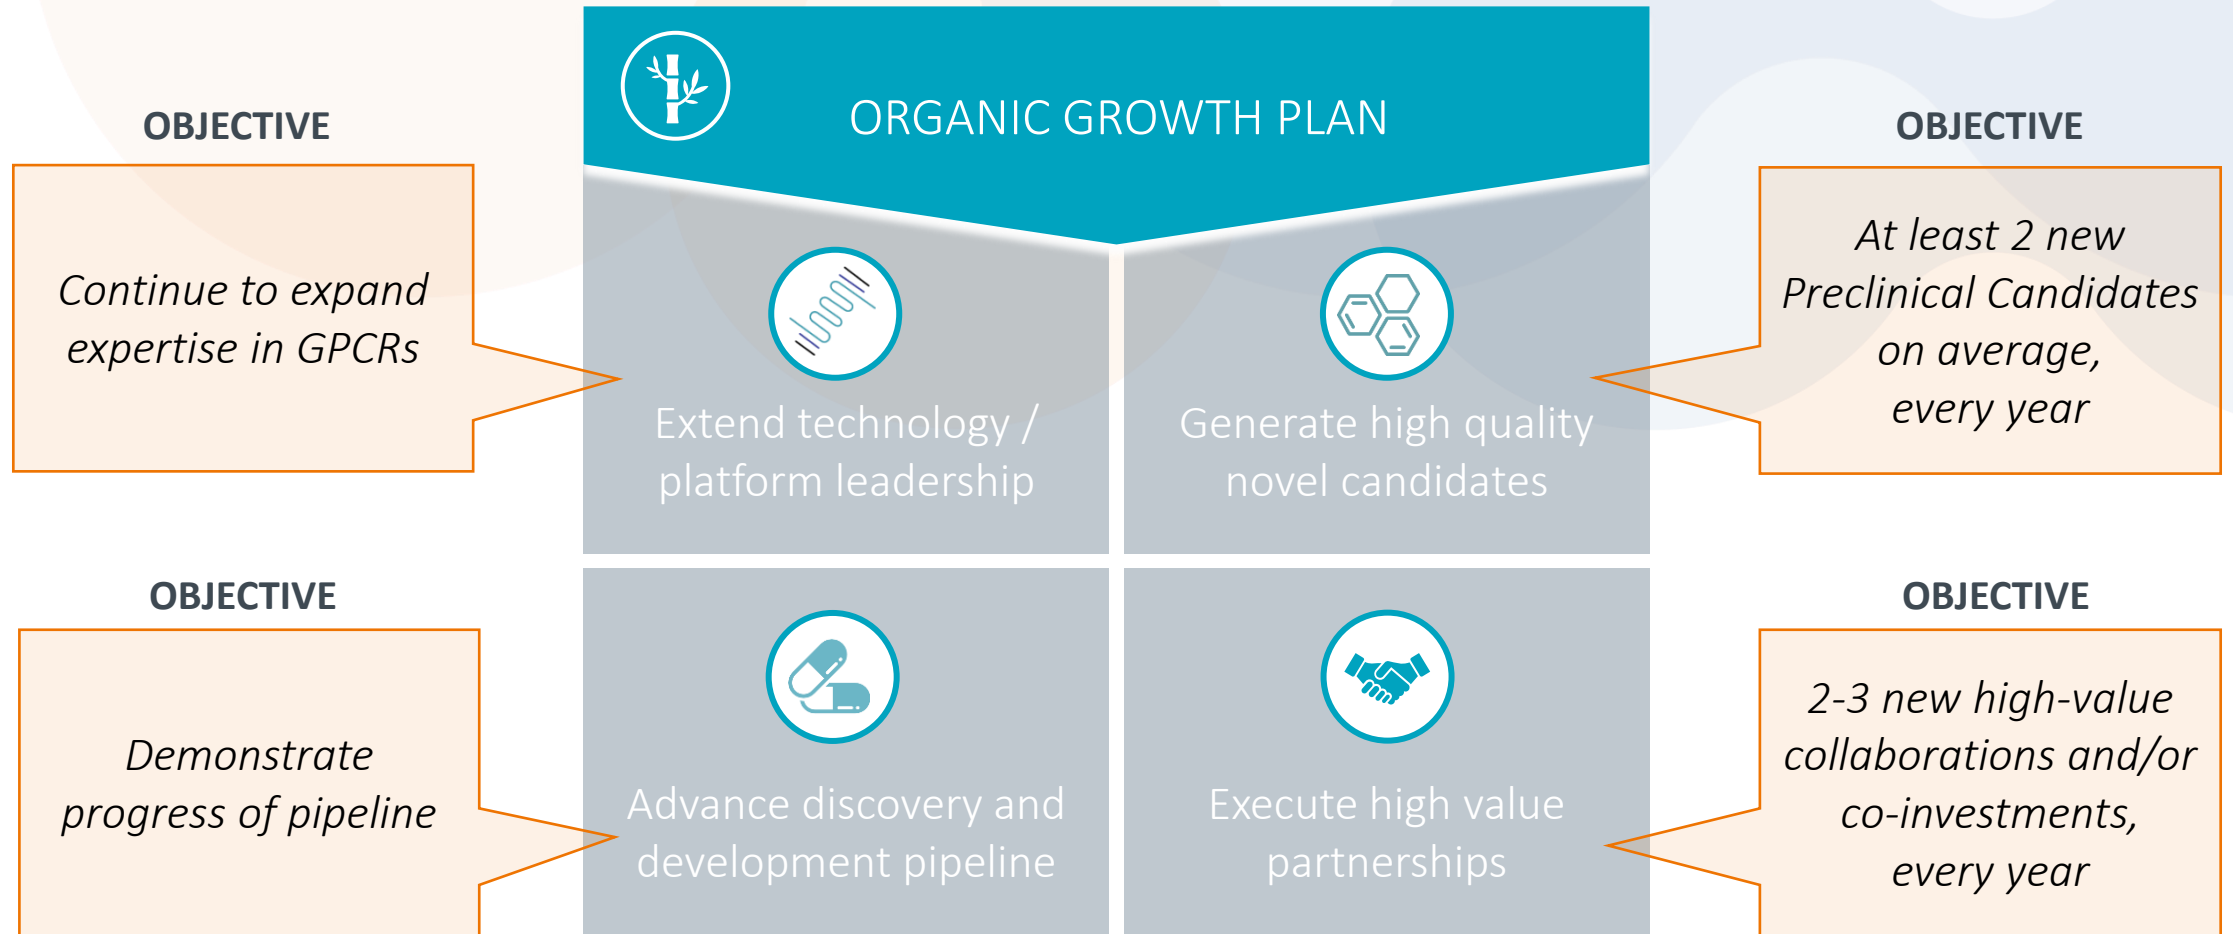 ORGANIC GROWTH PLAN
OBJECTIVE
Continue to expand
expertise in GPCRs
Extend technology /
platform leadership
Generate high quality
novel candidates
OBJECTIVE
At least 2 new
Preclinical Candidates
on average,
every year
OBJECTIVE
Demonstrate
progress of pipeline
Advance discovery and
development pipeline
Execute high value
partnerships
OBJECTIVE
2-3 new high-value
collaborations and/or
co-investments,
every year